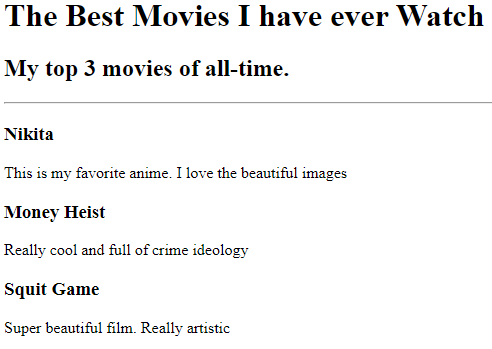 The Best Movies I have ever Watch
My top 3 movies of all-time.
Nikita
This is my favorite anime. I love the beautiful images
Money Heist
Really cool and full of crime ideology
Squit Game
Super beautiful film. Really artistic